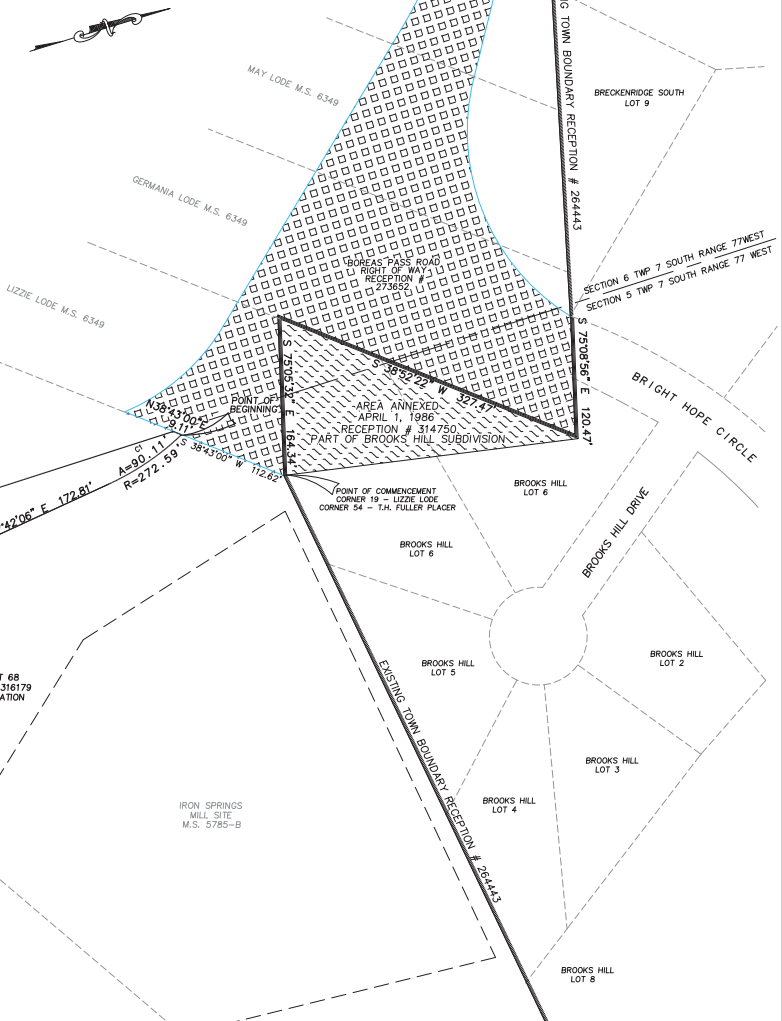 MAY LODE M.S. 6349
GERMANIA LODE M.S. 6349
LIZZIE LODE M.S. 6349
EXISTING TOWN BOUNDARY RECEPTION # 264443
NG TOWN BOUNDARY RECEPTION # 264443
BRECKENRIDGE SOUTH
LOT 9
SECTION 6 TWP 7 SOUTH RANGE 77WEST
SECTION 5 TWP 7 SOUTH RANGE 77 WEST
BOREAS PASS ROAD
RIGHT OF WAY
RECEPTION #
273652
S 75°08'56" E 120.47'
S 38°52'22" W 327.47'
S 75°05'32" E 164.34'
AREA ANNEXED
APRIL 1, 1986
RECEPTION # 314750
PART OF BROOKS HILL SUBDIVISION
POINT OF
BEGINNING
N38°43'00"E
9.11'
S 38°43'00" W 112.62'
C1
A=90.11'
R=272.59'
°42'06" E 172.81'
POINT OF COMMENCEMENT
CORNER 19 - LIZZIE LODE
CORNER 54 - T.H. FULLER PLACER
BRIGHT HOPE CIRCLE
BROOKS HILL DRIVE
BROOKS HILL
LOT 6
BROOKS HILL
LOT 6
BROOKS HILL
LOT 5
BROOKS HILL
LOT 2
BROOKS HILL
LOT 3
BROOKS HILL
LOT 4
BROOKS HILL
LOT 8
T 68
316179
ATION
IRON SPRINGS
MILL SITE
M.S. 5785-B